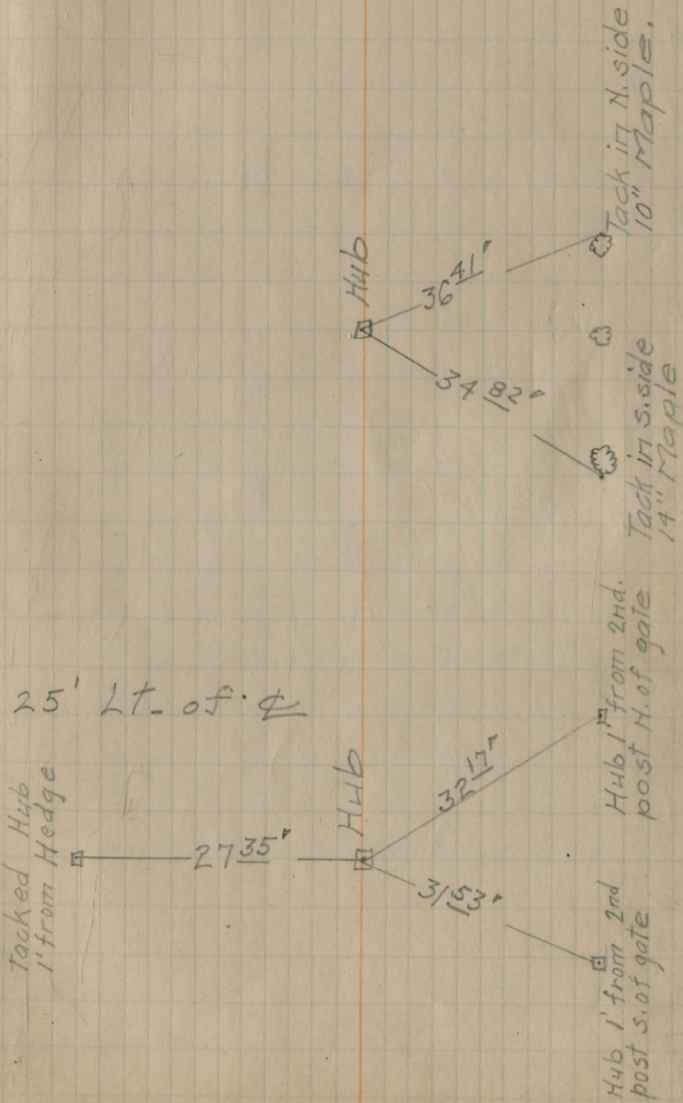 Tack in N. side
10" Maple.
Hub
36 41'
34 82'
Tack in S. side
14" Maple
25' Lt. of ℄
Hub 1' from 2nd.
post N. of gate
Tacked Hub
1' from Hedge
Hub
27 35'
32 17'
31 53'
Hub 1' from 2nd
post S. of gate